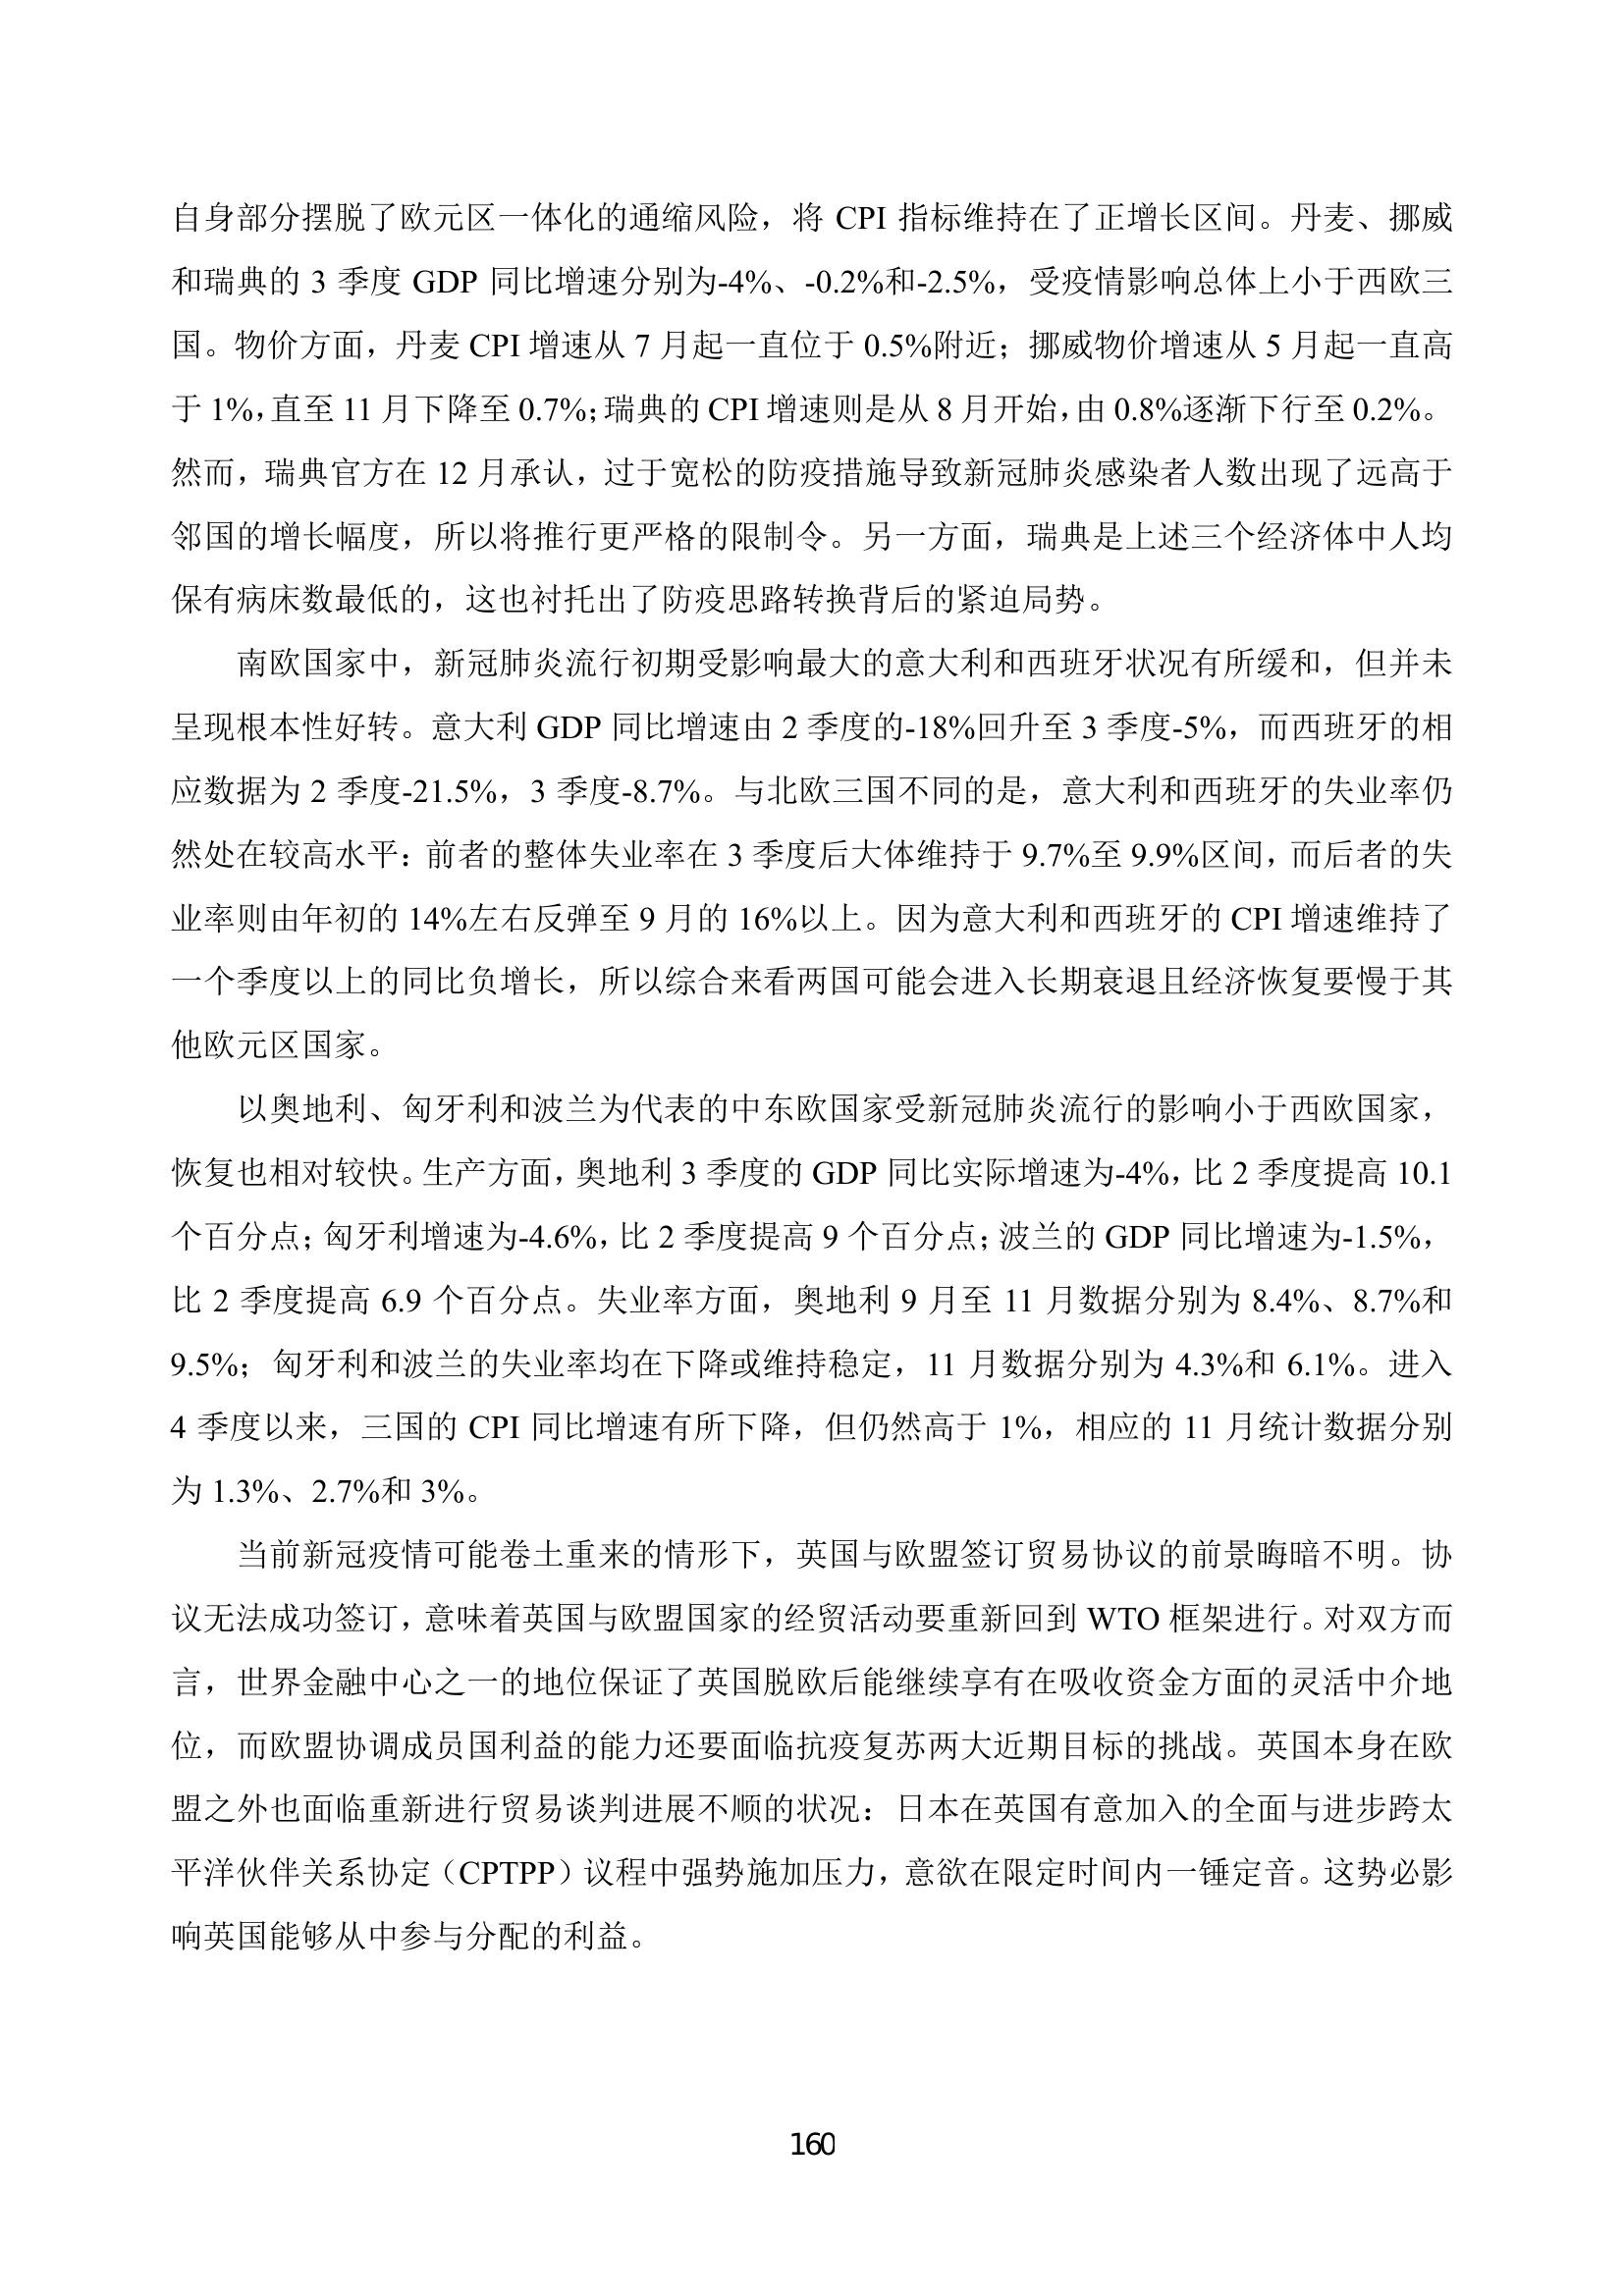 自身部分摆脱了欧元区一体化的通缩风险，将 CPI 指标维持在了正增长区间。丹麦、挪威
和瑞典的 3 季度 GDP 同比增速分别为-4%、-0.2%和-2.5%，受疫情影响总体上小于西欧三
国。物价方面，丹麦 CPI 增速从 7 月起一直位于 0.5%附近；挪威物价增速从 5 月起一直高
于 1%，直至 11 月下降至 0.7%；瑞典的 CPI 增速则是从 8 月开始，由 0.8%逐渐下行至 0.2%。
然而，瑞典官方在 12 月承认，过于宽松的防疫措施导致新冠肺炎感染者人数出现了远高于
邻国的增长幅度，所以将推行更严格的限制令。另一方面，瑞典是上述三个经济体中人均
保有病床数最低的，这也衬托出了防疫思路转换背后的紧迫局势。
南欧国家中，新冠肺炎流行初期受影响最大的意大利和西班牙状况有所缓和，但并未
呈现根本性好转。意大利 GDP 同比增速由 2 季度的-18%回升至 3 季度-5%，而西班牙的相
应数据为 2 季度-21.5%，3 季度-8.7%。与北欧三国不同的是，意大利和西班牙的失业率仍
然处在较高水平：前者的整体失业率在 3 季度后大体维持于 9.7%至 9.9%区间，而后者的失
业率则由年初的 14%左右反弹至 9 月的 16%以上。因为意大利和西班牙的 CPI 增速维持了
一个季度以上的同比负增长，所以综合来看两国可能会进入长期衰退且经济恢复要慢于其
他欧元区国家。
以奥地利、匈牙利和波兰为代表的中东欧国家受新冠肺炎流行的影响小于西欧国家，
恢复也相对较快。生产方面，奥地利 3 季度的 GDP 同比实际增速为-4%，比 2 季度提高 10.1
个百分点；匈牙利增速为-4.6%，比 2 季度提高 9 个百分点；波兰的 GDP 同比增速为-1.5%，
比 2 季度提高 6.9 个百分点。失业率方面，奥地利 9 月至 11 月数据分别为 8.4%、8.7%和
9.5%；匈牙利和波兰的失业率均在下降或维持稳定，11 月数据分别为 4.3%和 6.1%。进入
4 季度以来，三国的 CPI 同比增速有所下降，但仍然高于 1%，相应的 11 月统计数据分别
为 1.3%、2.7%和 3%。
当前新冠疫情可能卷土重来的情形下，英国与欧盟签订贸易协议的前景晦暗不明。协
议无法成功签订，意味着英国与欧盟国家的经贸活动要重新回到 WTO 框架进行。对双方而
言，世界金融中心之一的地位保证了英国脱欧后能继续享有在吸收资金方面的灵活中介地
位，而欧盟协调成员国利益的能力还要面临抗疫复苏两大近期目标的挑战。英国本身在欧
盟之外也面临重新进行贸易谈判进展不顺的状况：日本在英国有意加入的全面与进步跨太
平洋伙伴关系协定（CPTPP）议程中强势施加压力，意欲在限定时间内一锤定音。这势必影
响英国能够从中参与分配的利益。
160